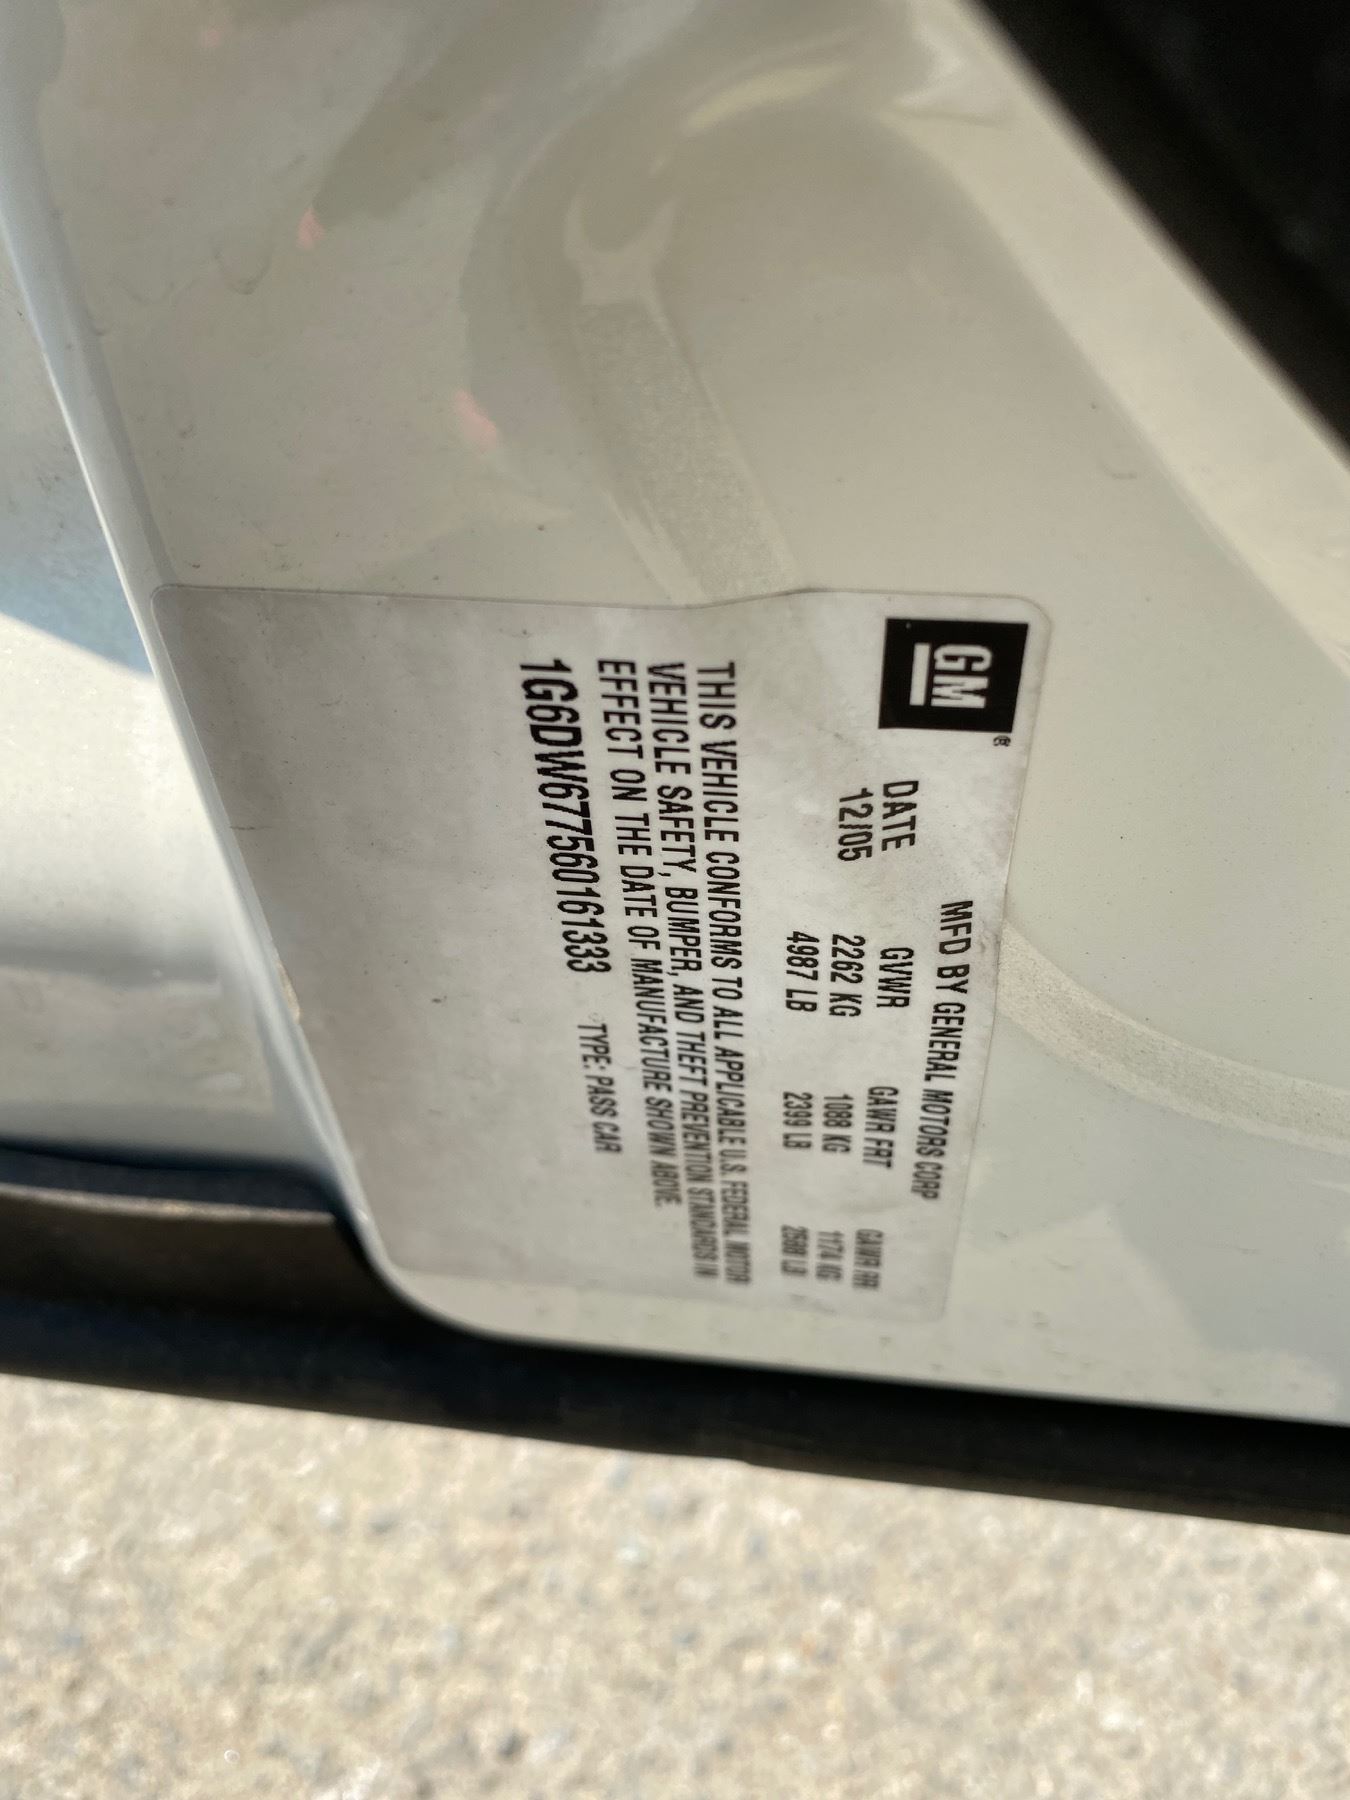 GM®
MFD BY GENERAL MOTORS CORP
DATE GVWR GAWR FRT GAWR RR
12/05 2262 KG 1088 KG 1174 KG
4987 LB 2399 LB 2588 LB
THIS VEHICLE CONFORMS TO ALL APPLICABLE U.S. FEDERAL MOTOR
VEHICLE SAFETY, BUMPER, AND THEFT PREVENTION STANDARDS IN
EFFECT ON THE DATE OF MANUFACTURE SHOWN ABOVE.
1G6DW677560161333 TYPE: PASS CAR